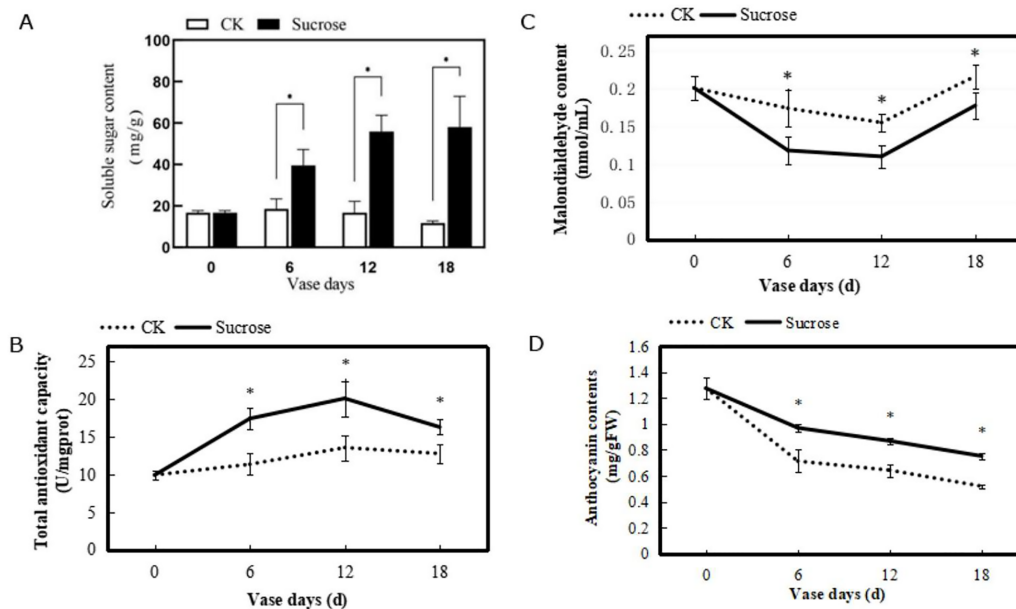 A
CK Sucrose
Soluble sugar content
( mg/g)
100
80
60
40
20
0
* * *
0 6 12 18
Vase days
B
CK Sucrose
Total antioxidant capacity
(U/mgprot)
25
20
15
10
5
0
* * *
0 6 12 18
Vase days (d)
C
CK Sucrose
Malondialdehyde content
(nmol/mL)
0. 25
0. 2
0. 15
0. 1
0. 05
0
* * *
0 6 12 18
Vase days (d)
D
CK Sucrose
Anthocyanin contents
(mg/gFW)
1.6
1.4
1.2
1
0.8
0.6
0.4
0.2
0
* * *
0 6 12 18
Vase days (d)